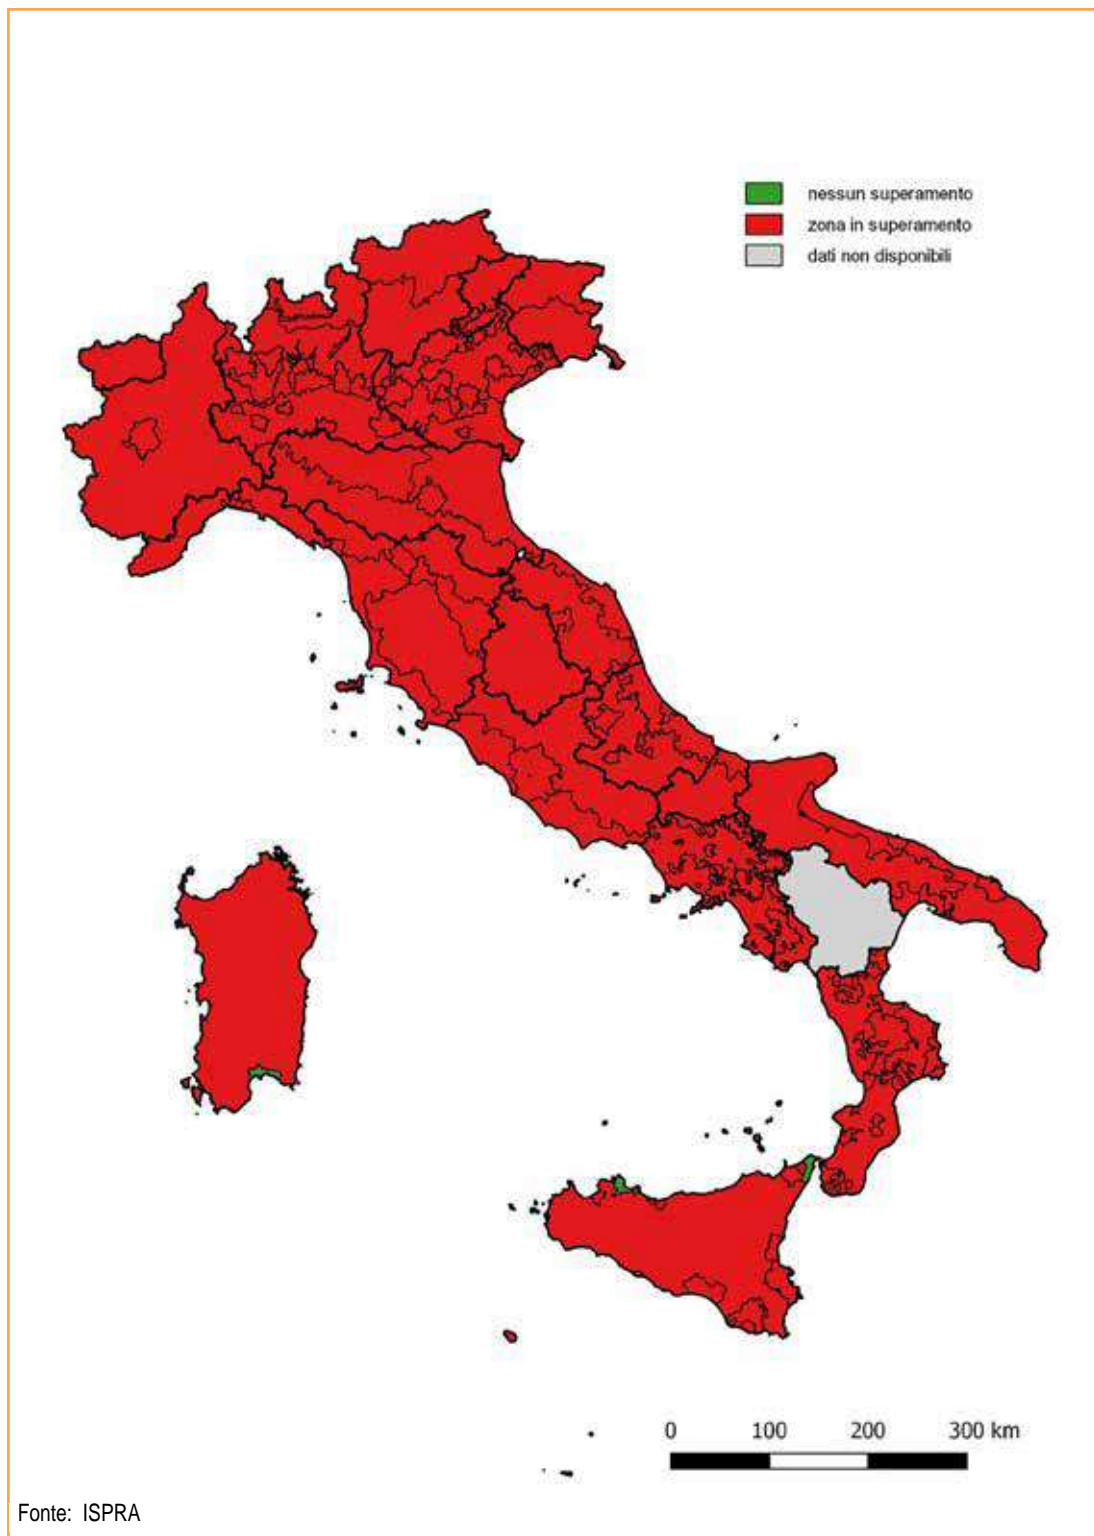 nessun superamento
zona in superamento
dati non disponibili
0 100 200 300 km
Fonte: ISPRA